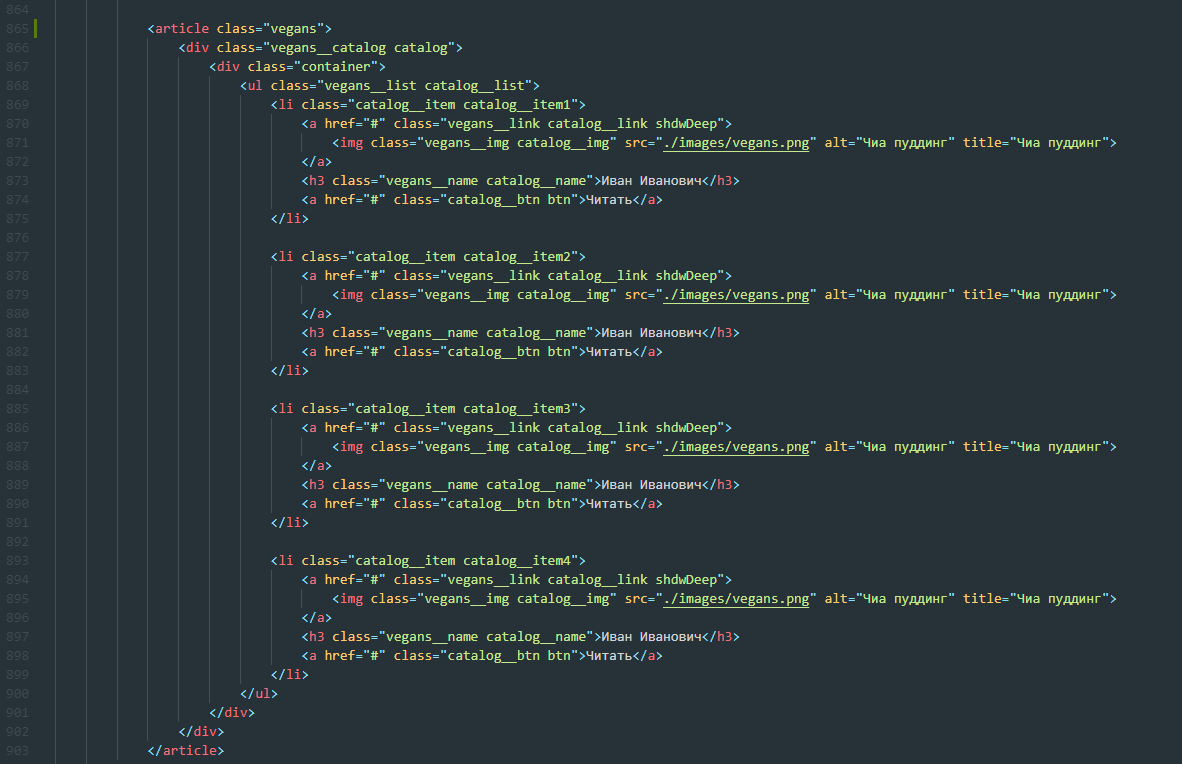 864
865 <article class="vegans">
866 <div class="vegans__catalog catalog">
867 <div class="container">
868 <ul class="vegans__list catalog__list">
869 <li class="catalog__item catalog__item1">
870 <a href="#" class="vegans__link catalog__link shdwDeep">
871 <img class="vegans__img catalog__img" src="./images/vegans.png" alt="Чиа пуддинг" title="Чиа пуддинг">
872 </a>
873 <h3 class="vegans__name catalog__name">Иван Иванович</h3>
874 <a href="#" class="catalog__btn btn">Читать</a>
875 </li>
876
877 <li class="catalog__item catalog__item2">
878 <a href="#" class="vegans__link catalog__link shdwDeep">
879 <img class="vegans__img catalog__img" src="./images/vegans.png" alt="Чиа пуддинг" title="Чиа пуддинг">
880 </a>
881 <h3 class="vegans__name catalog__name">Иван Иванович</h3>
882 <a href="#" class="catalog__btn btn">Читать</a>
883 </li>
884
885 <li class="catalog__item catalog__item3">
886 <a href="#" class="vegans__link catalog__link shdwDeep">
887 <img class="vegans__img catalog__img" src="./images/vegans.png" alt="Чиа пуддинг" title="Чиа пуддинг">
888 </a>
889 <h3 class="vegans__name catalog__name">Иван Иванович</h3>
890 <a href="#" class="catalog__btn btn">Читать</a>
891 </li>
892
893 <li class="catalog__item catalog__item4">
894 <a href="#" class="vegans__link catalog__link shdwDeep">
895 <img class="vegans__img catalog__img" src="./images/vegans.png" alt="Чиа пуддинг" title="Чиа пуддинг">
896 </a>
897 <h3 class="vegans__name catalog__name">Иван Иванович</h3>
898 <a href="#" class="catalog__btn btn">Читать</a>
899 </li>
900 </ul>
901 </div>
902 </div>
903 </article>